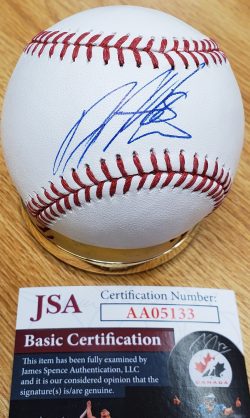 JSA
Certification Number:
AA05133
Basic Certification
This item has been fully examined by
James Spence Authentication, LLC
and it is our considered opinion that the
signature(s) is/are genuine.
CANADA